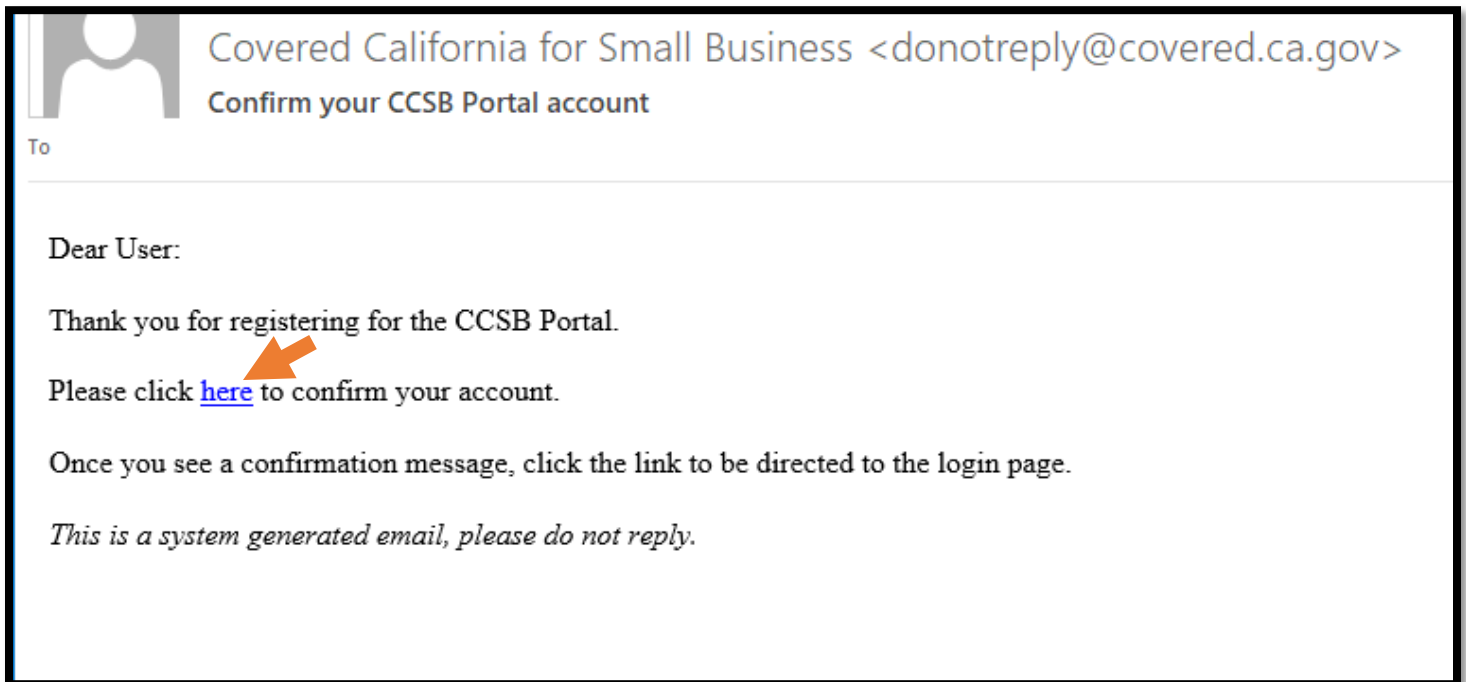 Covered California for Small Business <donotreply@covered.ca.gov>
Confirm your CCSB Portal account
To
Dear User:
Thank you for registering for the CCSB Portal.
Please click here to confirm your account.
Once you see a confirmation message, click the link to be directed to the login page.
This is a system generated email, please do not reply.